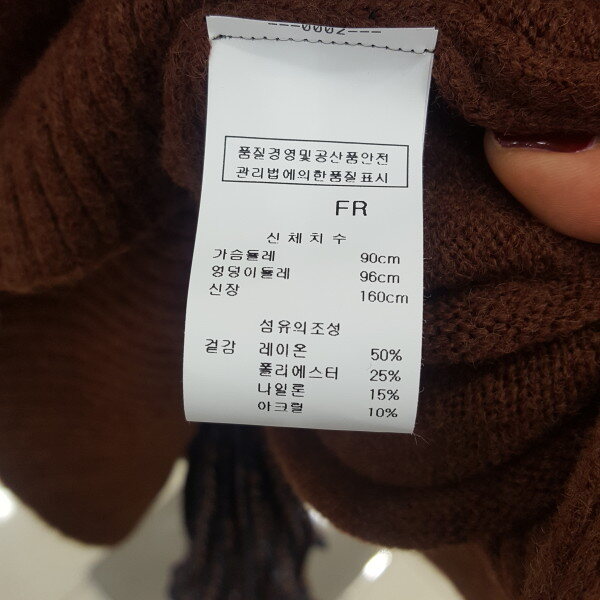 ---0002---
품질경영및공산품안전
관리법에의한품질표시
FR
신체치수
가슴둘레 90cm
엉덩이둘레 96cm
신장 160cm
섬유의조성
겉감 레이온 50%
폴리에스터 25%
나일론 15%
아크릴 10%